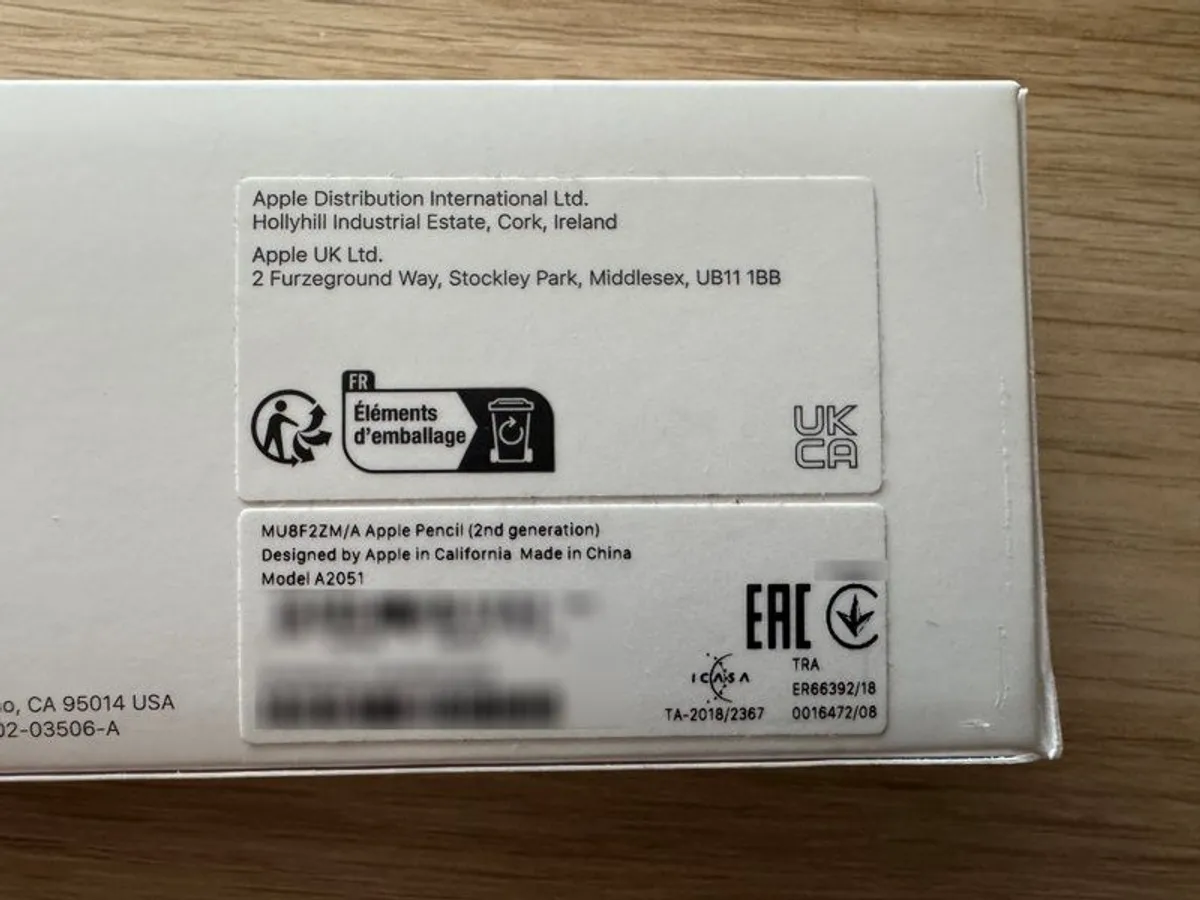 Apple Distribution International Ltd.
Hollyhill Industrial Estate, Cork, Ireland
Apple UK Ltd.
2 Furzeground Way, Stockley Park, Middlesex, UB11 1BB
FR
Éléments
d'emballage
UK
CA
MU8F2ZM/A Apple Pencil (2nd generation)
Designed by Apple in California Made in China
Model A2051
EAC
ICASA
TA-2018/2367
TRA
ER66392/18
0016472/08
CA 95014 USA
02-03506-A